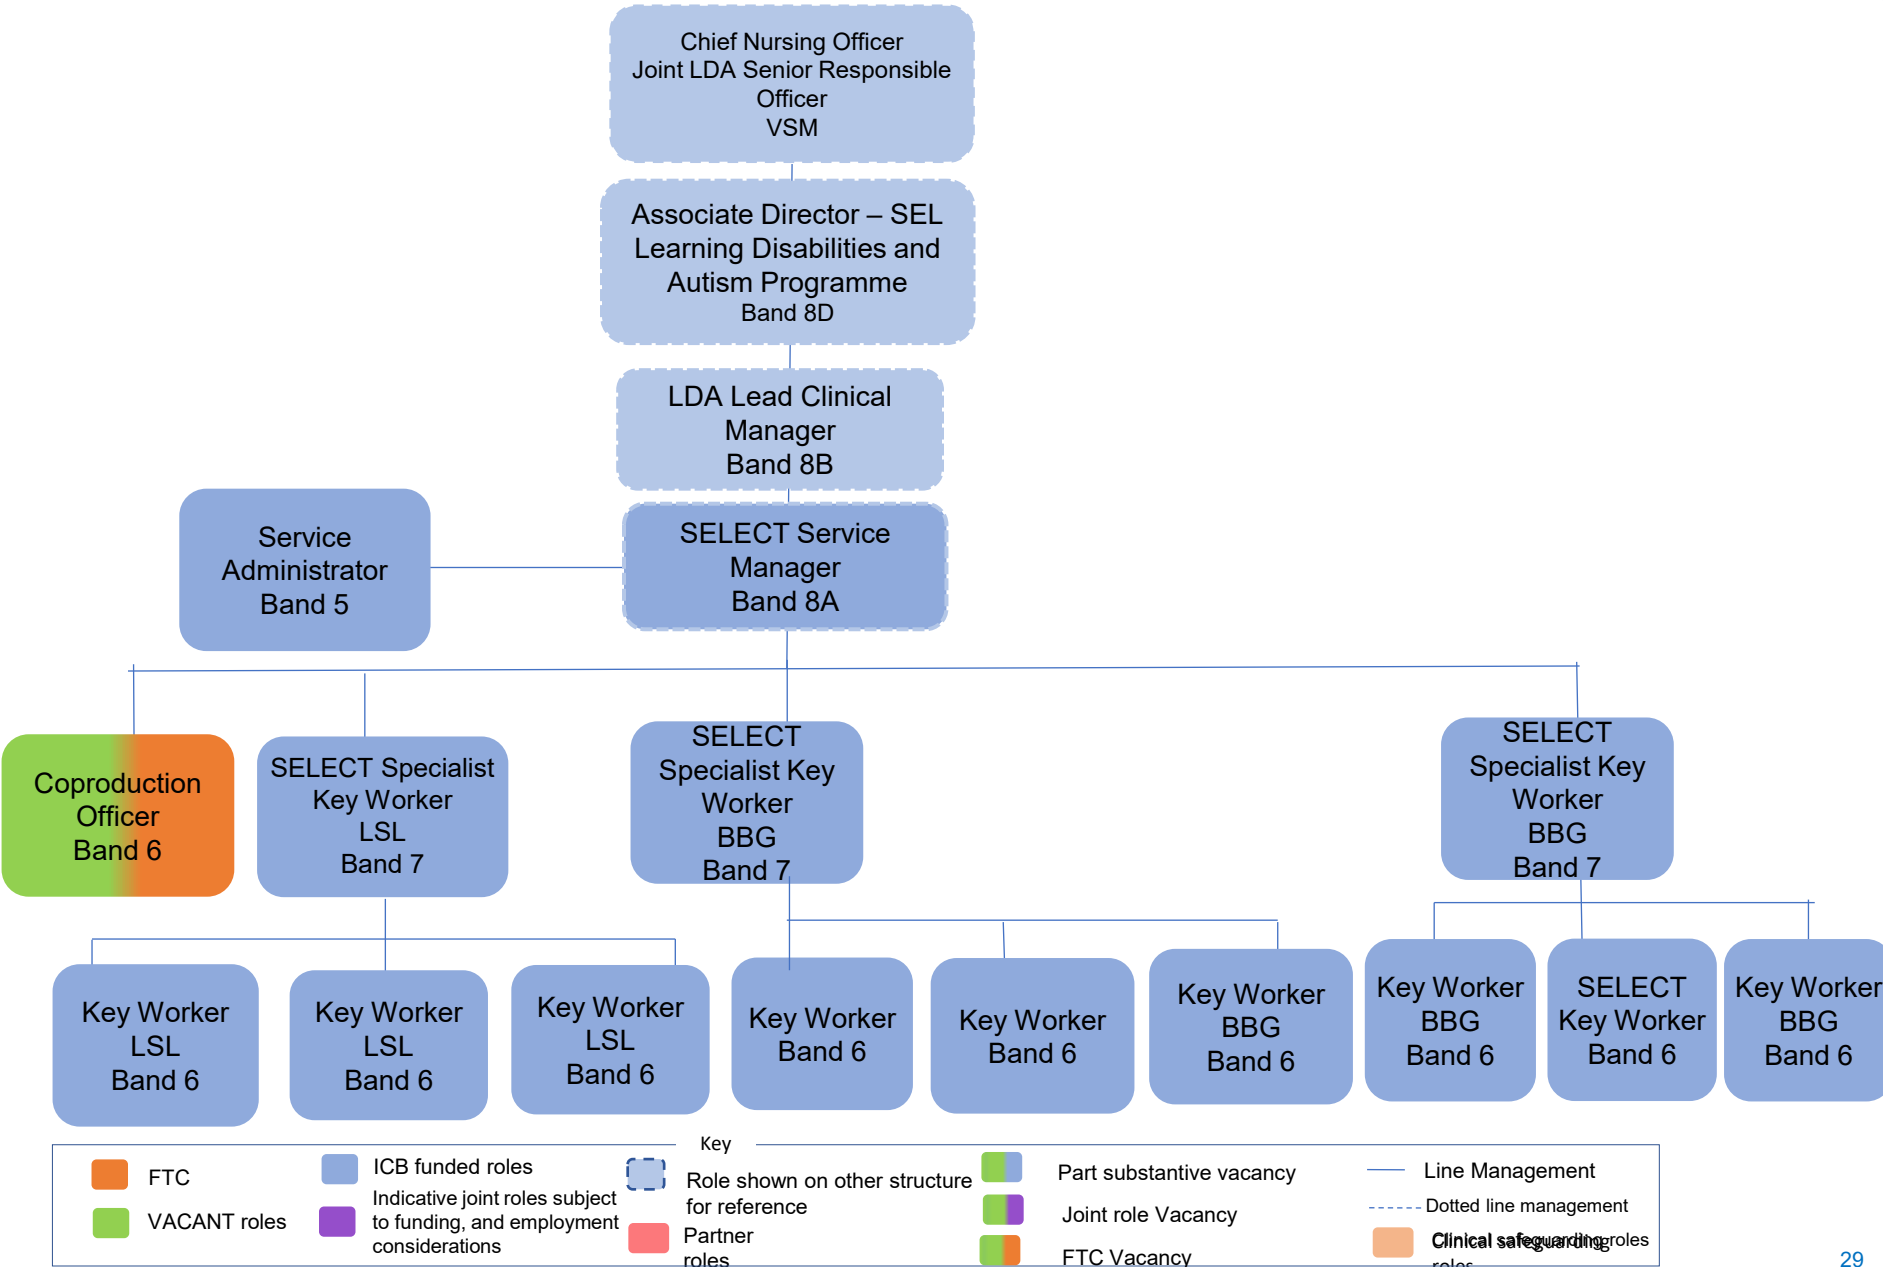 Chief Nursing Officer
Joint LDA Senior Responsible
Officer
VSM
Associate Director – SEL
Learning Disabilities and
Autism Programme
Band 8D
LDA Lead Clinical
Manager
Band 8B
Service
Administrator
Band 5
SELECT Service
Manager
Band 8A
Coproduction
Officer
Band 6
SELECT Specialist
Key Worker
LSL
Band 7
SELECT
Specialist Key
Worker
BBG
Band 7
SELECT
Specialist Key
Worker
BBG
Band 7
Key Worker
LSL
Band 6
Key Worker
LSL
Band 6
Key Worker
LSL
Band 6
Key Worker
Band 6
Key Worker
Band 6
Key Worker
BBG
Band 6
Key Worker
BBG
Band 6
SELECT
Key Worker
Band 6
Key Worker
BBG
Band 6
Key
FTC
VACANT roles
ICB funded roles
Indicative joint roles subject
to funding, and employment
considerations
Role shown on other structure
for reference
Partner
roles
Part substantive vacancy
Joint role Vacancy
FTC Vacancy
Line Management
Dotted line management
Clinical safeguarding roles
Clinical safeguarding
roles
29